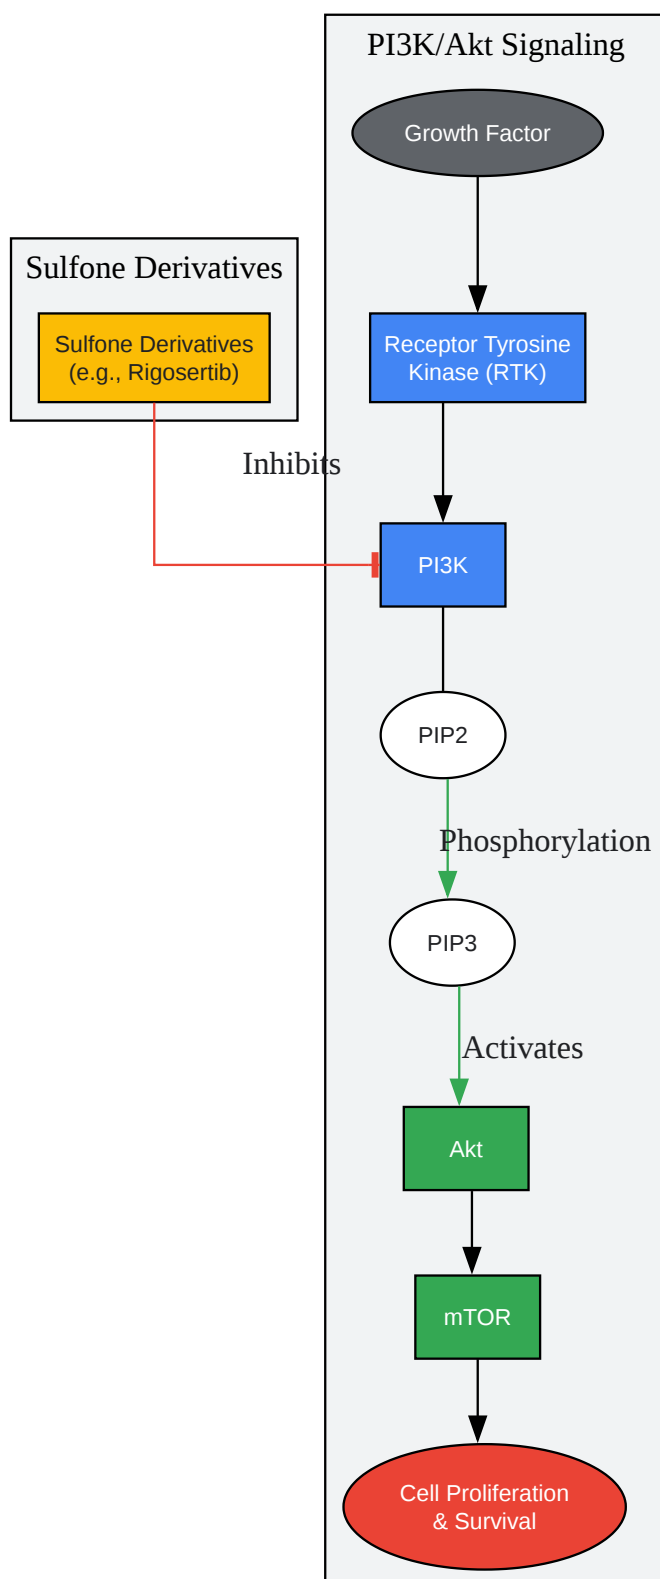 PI3K/Akt Signaling
Growth Factor
Sulfone Derivatives
Sulfone Derivatives
(e.g., Rigosertib)
Receptor Tyrosine
Kinase (RTK)
Inhibits
PI3K
PIP2
Phosphorylation
PIP3
Activates
Akt
mTOR
Cell Proliferation
& Survival